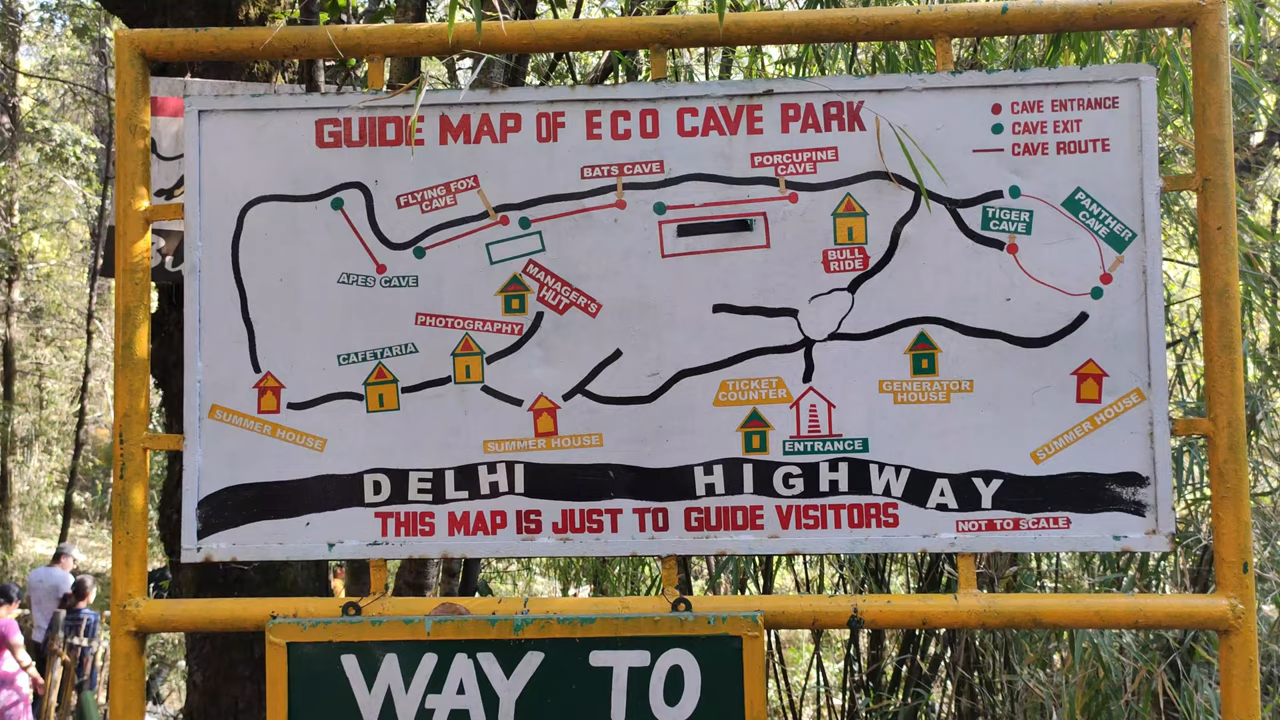 GUIDE MAP OF ECO CAVE PARK
CAVE ENTRANCE
CAVE EXIT
CAVE ROUTE
FLYING FOX
CAVE
BATS CAVE
PORCUPINE
CAVE
APES CAVE
TIGER
CAVE
PANTHER
CAVE
BULL
RIDE
MANAGER'S
HUT
PHOTOGRAPHY
CAFETARIA
SUMMER HOUSE
SUMMER HOUSE
TICKET
COUNTER
ENTRANCE
GENERATOR
HOUSE
SUMMER HOUSE
DELHI HIGHWAY
THIS MAP IS JUST TO GUIDE VISITORS
NOT TO SCALE
WAY TO